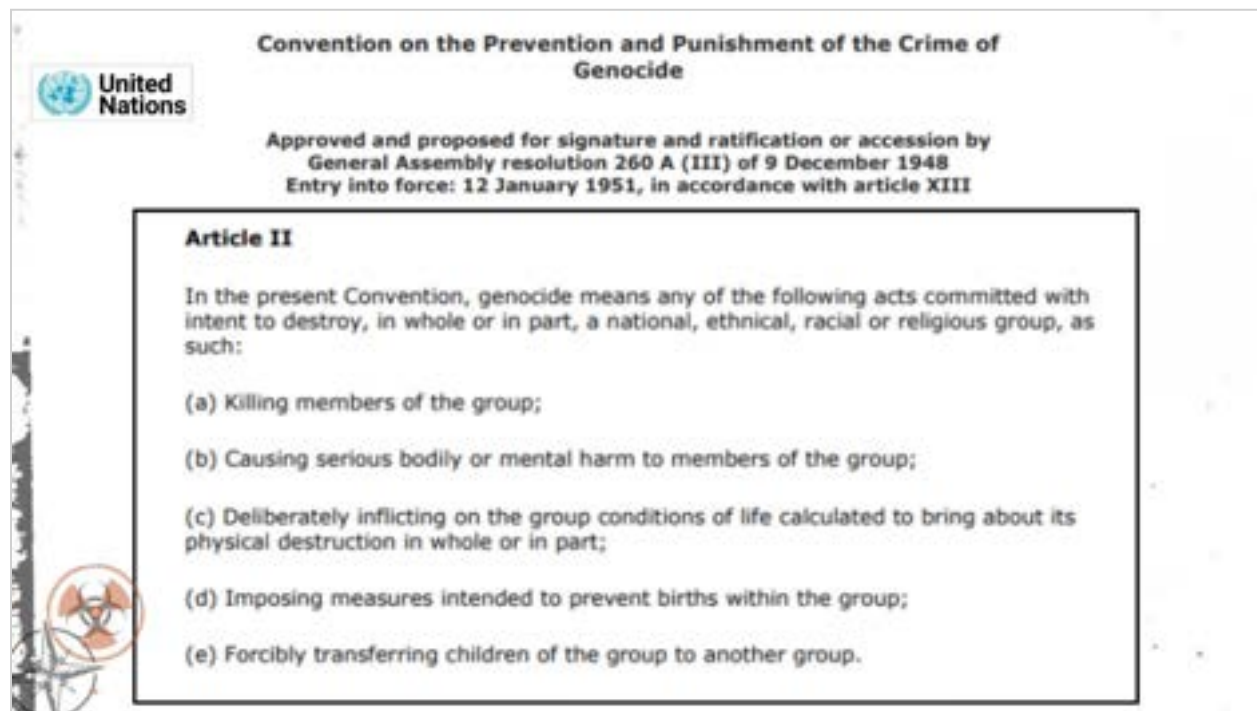 Convention on the Prevention and Punishment of the Crime of
Genocide
United
Nations
Approved and proposed for signature and ratification or accession by
General Assembly resolution 260 A (III) of 9 December 1948
Entry into force: 12 January 1951, in accordance with article XIII
Article II
In the present Convention, genocide means any of the following acts committed with
intent to destroy, in whole or in part, a national, ethnical, racial or religious group, as
such:
(a) Killing members of the group;
(b) Causing serious bodily or mental harm to members of the group;
(c) Deliberately inflicting on the group conditions of life calculated to bring about its
physical destruction in whole or in part;
(d) Imposing measures intended to prevent births within the group;
(e) Forcibly transferring children of the group to another group.